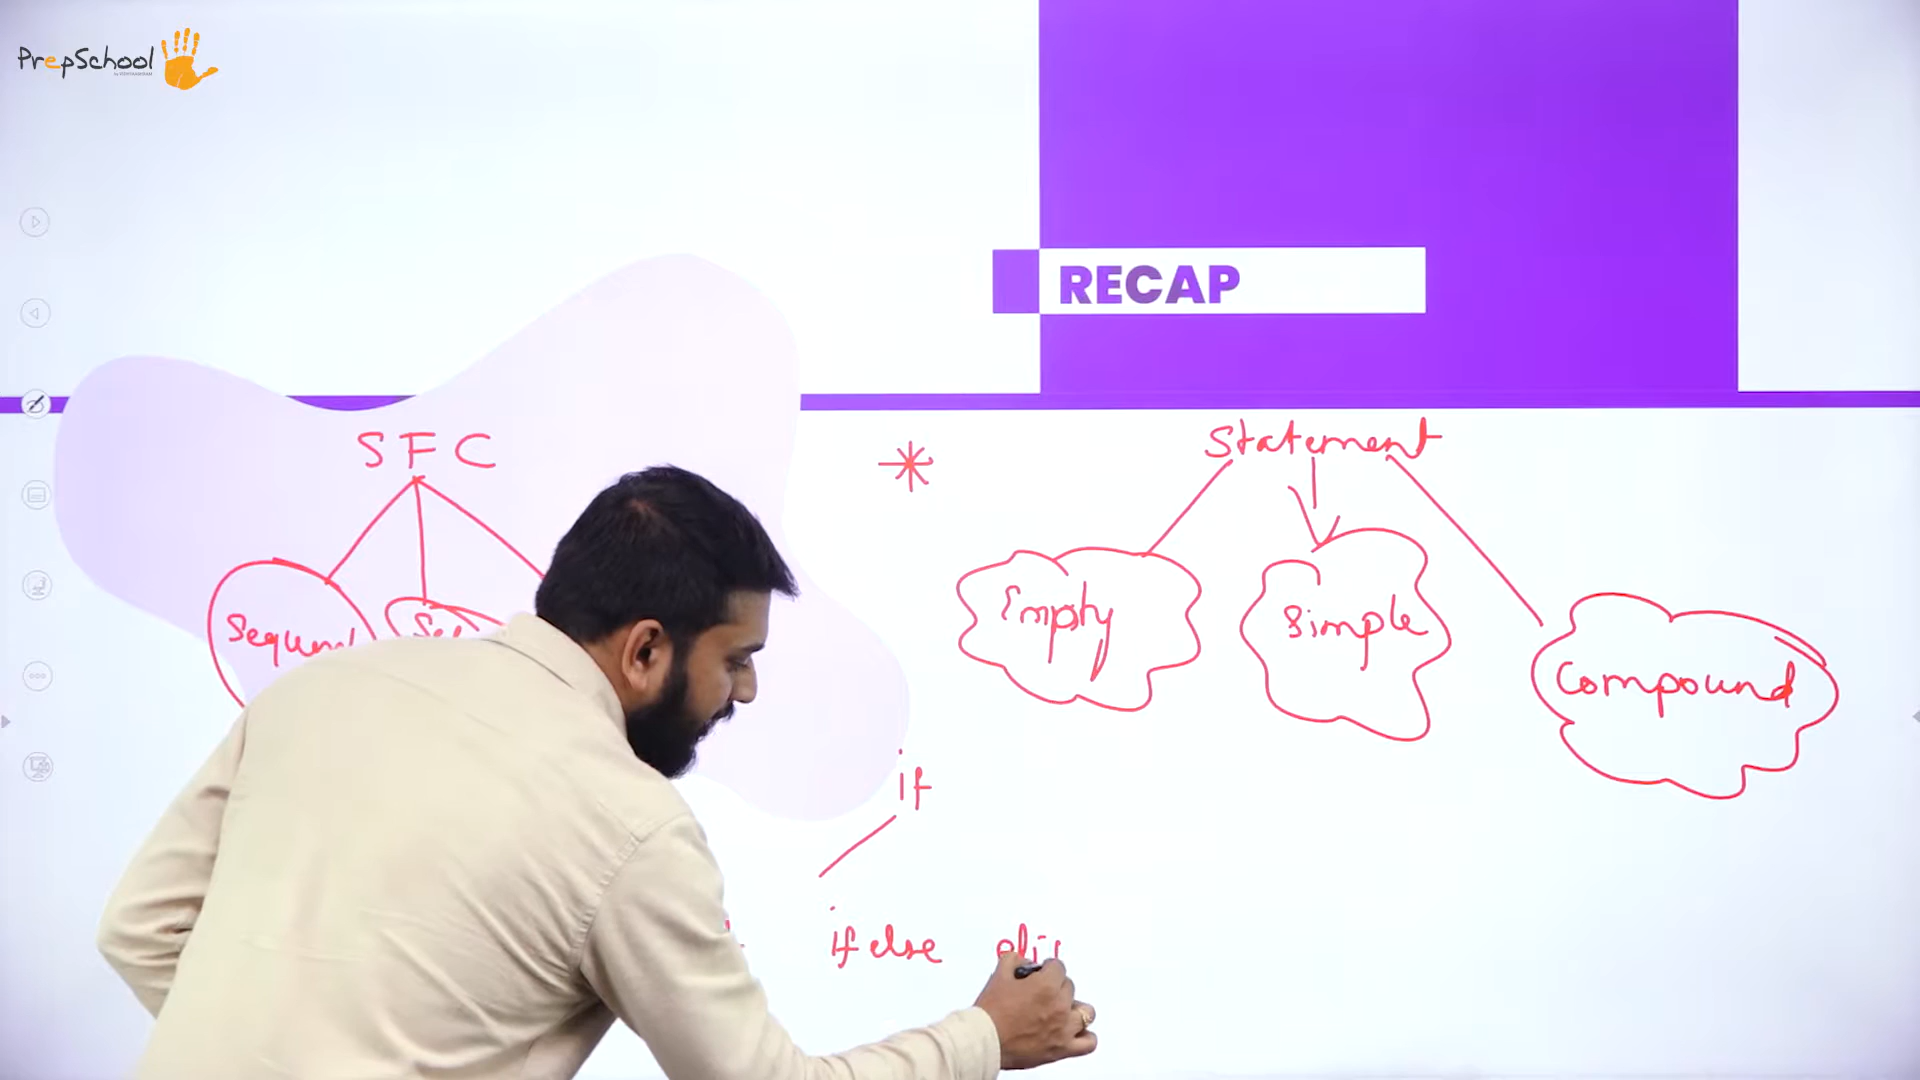 PrepSchool
RECAP
SFC
* Statement
Empty
Simple
Compound
if
if else